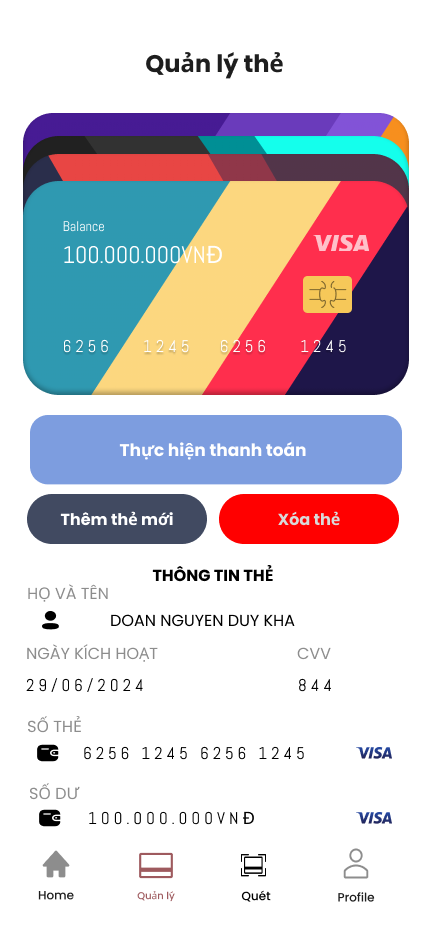 Quản lý thẻ
Balance
100.000.000VNĐ
VISA
6256 1245 6256 1245
Thực hiện thanh toán
Thêm thẻ mới Xóa thẻ
THÔNG TIN THẺ
HỌ VÀ TÊN
DOAN NGUYEN DUY KHA
NGÀY KÍCH HOẠT CVV
29/06/2024 844
SỐ THẺ
6256 1245 6256 1245 VISA
SỐ DƯ
100.000.000VNĐ VISA
Home Quản lý Quét Profile